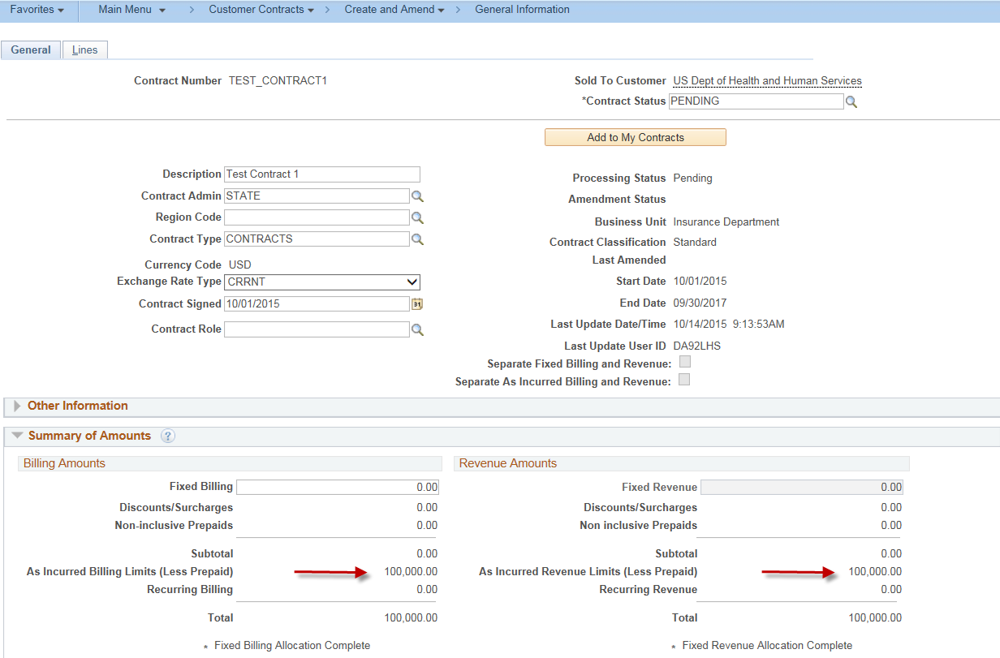 Favorites Main Menu > Customer Contracts > Create and Amend > General Information
General Lines
Contract Number TEST_CONTRACT1 Sold To Customer US Dept of Health and Human Services
*Contract Status PENDING
Add to My Contracts
Description Test Contract 1
Contract Admin STATE
Region Code
Contract Type CONTRACTS
Currency Code USD
Exchange Rate Type CRRNT
Contract Signed 10/01/2015
Contract Role
Processing Status Pending
Amendment Status
Business Unit Insurance Department
Contract Classification Standard
Last Amended
Start Date 10/01/2015
End Date 09/30/2017
Last Update Date/Time 10/14/2015 9:13:53AM
Last Update User ID DA92LHS
Separate Fixed Billing and Revenue:
Separate As Incurred Billing and Revenue:
Other Information
Summary of Amounts ?
Billing Amounts
Fixed Billing 0.00
Discounts/Surcharges 0.00
Non-inclusive Prepaids 0.00
Subtotal 0.00
As Incurred Billing Limits (Less Prepaid) 100,000.00
Recurring Billing 0.00
Total 100,000.00
* Fixed Billing Allocation Complete
Revenue Amounts
Fixed Revenue 0.00
Discounts/Surcharges 0.00
Non inclusive Prepaids 0.00
Subtotal 0.00
As Incurred Revenue Limits (Less Prepaid) 100,000.00
Recurring Revenue 0.00
Total 100,000.00
* Fixed Revenue Allocation Complete